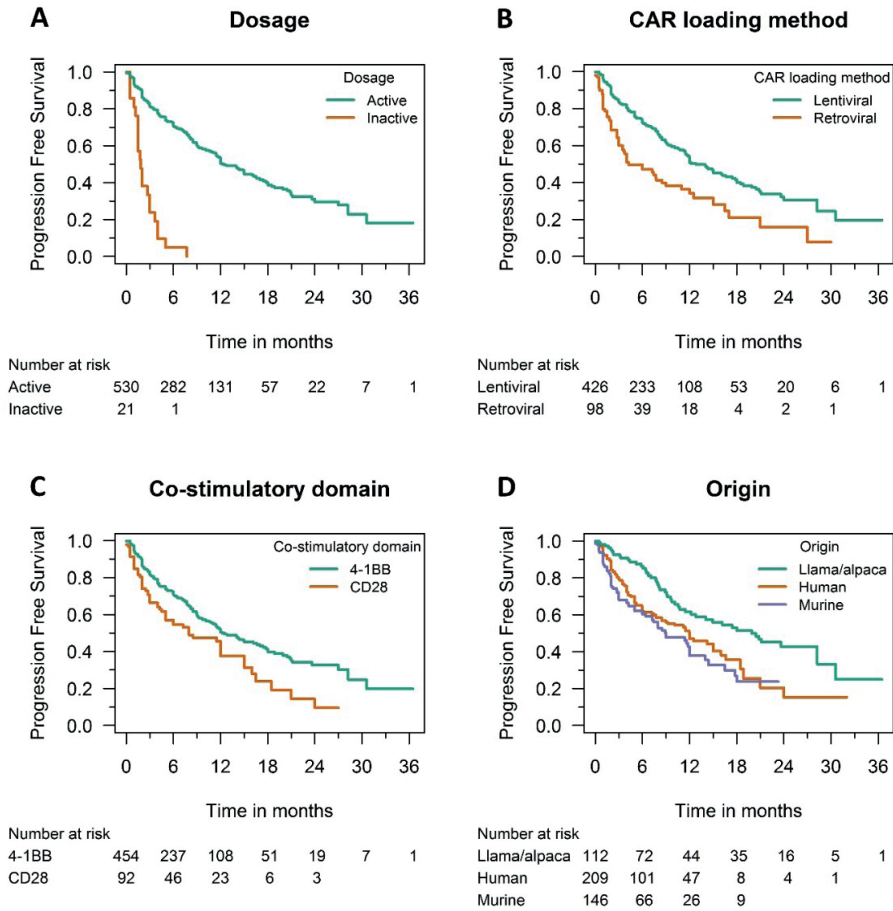 A Dosage
Progression Free Survival
1.0
0.8
0.6
0.4
0.2
0.0
Dosage
Active
Inactive
0 6 12 18 24 30 36
Time in months
Number at risk
Active 530 282 131 57 22 7 1
Inactive 21 1
B CAR loading method
Progression Free Survival
1.0
0.8
0.6
0.4
0.2
0.0
CAR loading method
Lentiviral
Retroviral
0 6 12 18 24 30 36
Time in months
Number at risk
Lentiviral 426 233 108 53 20 6 1
Retroviral 98 39 18 4 2 1
C Co-stimulatory domain
Progression Free Survival
1.0
0.8
0.6
0.4
0.2
0.0
Co-stimulatory domain
4-1BB
CD28
0 6 12 18 24 30 36
Time in months
Number at risk
4-1BB 454 237 108 51 19 7 1
CD28 92 46 23 6 3
D Origin
Progression Free Survival
1.0
0.8
0.6
0.4
0.2
0.0
Origin
Llama/alpaca
Human
Murine
0 6 12 18 24 30 36
Time in months
Number at risk
Llama/alpaca 112 72 44 35 16 5 1
Human 209 101 47 8 4 1
Murine 146 66 26 9